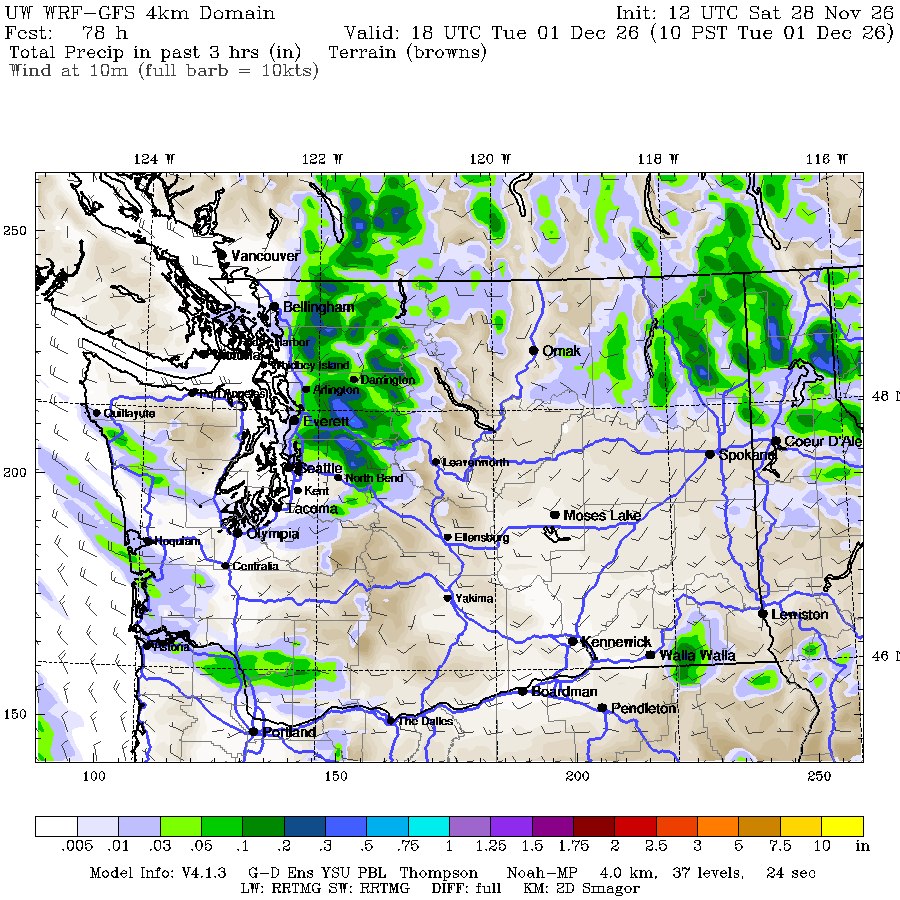 UW WRF-GFS 4km Domain Init: 12 UTC Sat 28 Nov 26
Fcst: 78 h Valid: 18 UTC Tue 01 Dec 26 (10 PST Tue 01 Dec 26)
Total Precip in past 3 hrs (in) Terrain (browns)
Wind at 10m (full barb = 10kts)
124 W 122 W 120 W 118 W 116 W
250
Vancouver
Bellingham
Harbor
Omak
Whidbey Island
Darrington
Arlington
Port Angeles
48 N
Quillayute
Everett
Coeur D'Ale
Spokane
Leavenworth
Seattle
200
North Bend
Kent
Tacoma
Moses Lake
Olympia
Ellensburg
Hoquiam
Centralia
Yakima
Lewiston
Kennewick
Astoria
Walla Walla
46 N
Boardman
Pendleton
150
The Dalles
Portland
100 150 200 250
.005 .01 .03 .05 .1 .2 .3 .5 .75 1 1.25 1.5 1.75 2 2.5 3 5 7.5 10 in
Model Info: V4.1.3 G-D Ens YSU PBL Thompson Noah-MP 4.0 km, 37 levels, 24 sec
LW: RRTMG SW: RRTMG DIFF: full KM: 2D Smagor